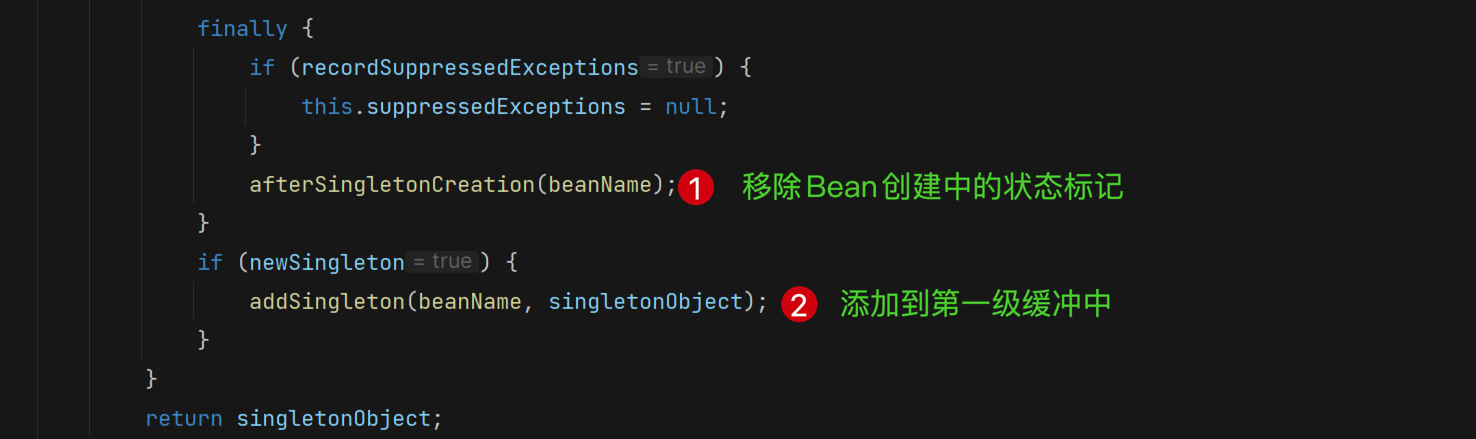 finally {
if (recordSuppressedExceptions = true ) {
this.suppressedExceptions = null;
}
afterSingletonCreation(beanName); 1 移除Bean创建中的状态标记
}
if (newSingleton = true ) {
addSingleton(beanName, singletonObject); 2 添加到第一级缓冲中
}
}
return singletonObject;